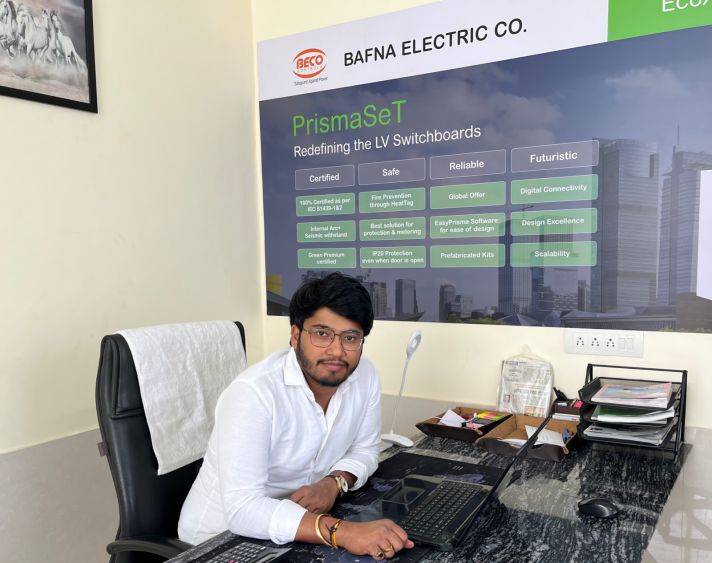 EcoX
BECO
CONTROLS
Safeguard Against Power
BAFNA ELECTRIC CO.
PrismaSeT
Redefining the LV Switchboards
Certified
Safe
Reliable
Futuristic
100% Certified as per
IEC 61439-1&2
Fire Prevention
through HeatTag
Global Offer
Digital Connectivity
Internal Arc+
Seismic withstand
Best solution for
protection & metering
EasyPrisma Software
for ease of design
Design Excellence
Green Premium
verified
IP20 Protection
even when door is open
Prefabricated Kits
Scalability